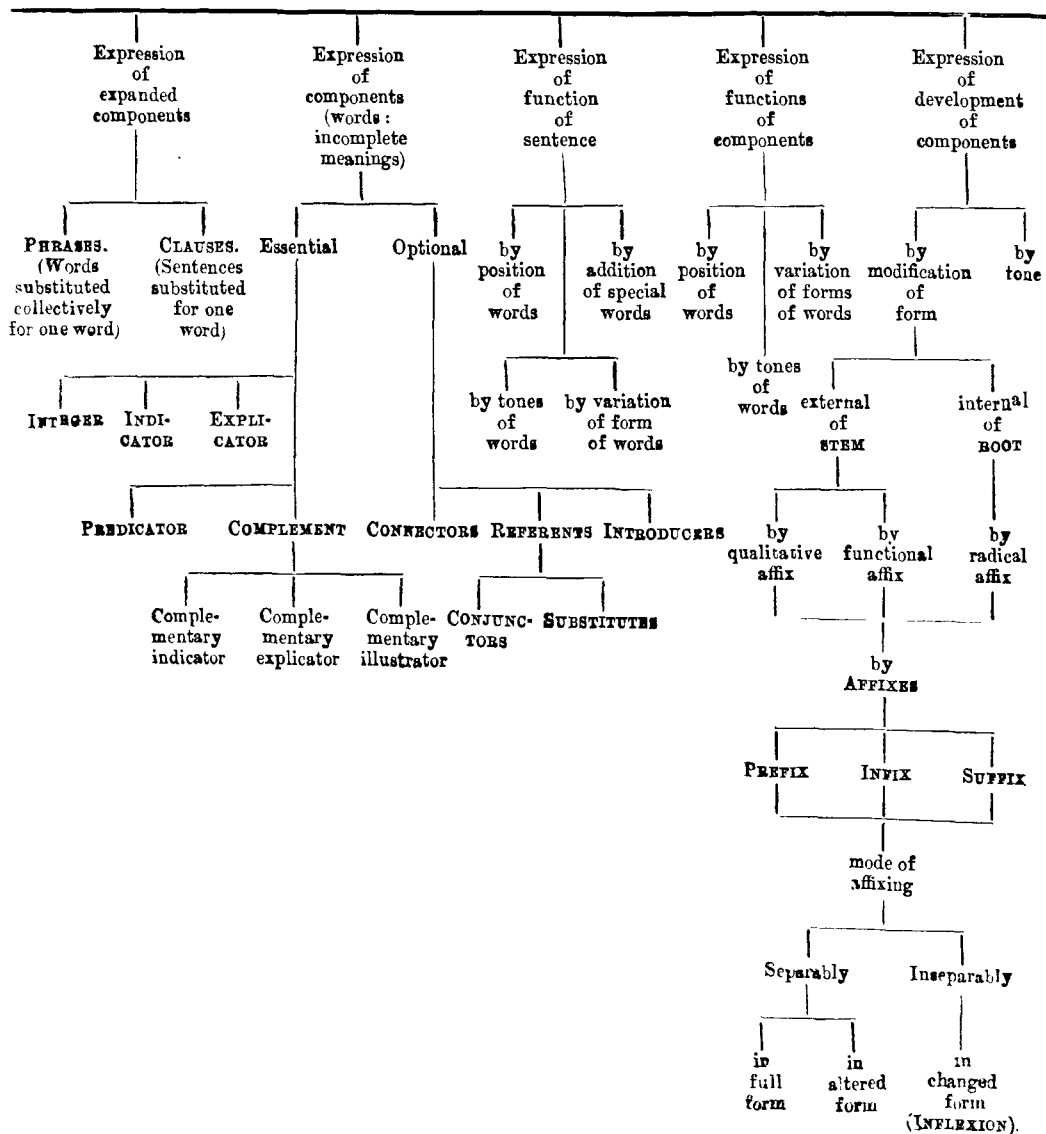 Expression
of
expanded
components
Expression
of
components
(words :
incomplete
meanings)
Expression
of
function
of
sentence
Expression
of
functions
of
components
Expression
of
development
of
components
PHRASES.
(Words
substituted
collectively
for one word)
CLAUSES.
(Sentences
substituted
for one
word)
Essential
Optional
by
position
of
words
by
addition
of special
words
by
position
of
words
by
variation
of forms
of words
by
modification
of
form
by
tone
INTEGER
INDI-
CATOR
EXPLI-
CATOR
by tones
of
words
by variation
of form
of words
by tones
of
words
external
of
STEM
internal
of
ROOT
PREDICATOR
COMPLEMENT
CONNECTORS
REFERENTS
INTRODUCERS
by
qualitative
affix
by
functional
affix
by
radical
affix
Comple-
mentary
indicator
Comple-
mentary
explicator
Comple-
mentary
illustrator
CONJUNC-
TORS
SUBSTITUTES
by
AFFIXES
PREFIX
INFIX
SUFFIX
mode of
affixing
Separably
Inseparably
in
full
form
in
altered
form
in
changed
form
(INFLEXION).